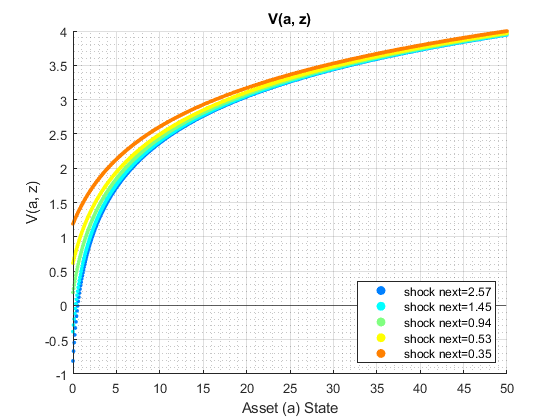 V(a, z)
4
3.5
3
2.5
2
1.5
1
0.5
0
-0.5
-1
V(a, z)
0 5 10 15 20 25 30 35 40 45 50
Asset (a) State
shock next=2.57
shock next=1.45
shock next=0.94
shock next=0.53
shock next=0.35